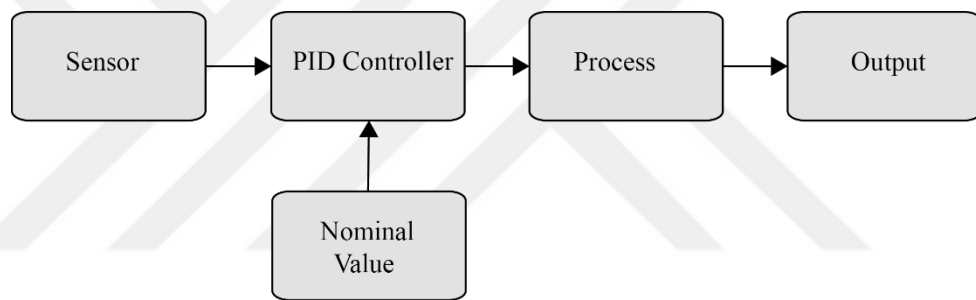 Sensor
PID Controller
Process
Output
Nominal
Value